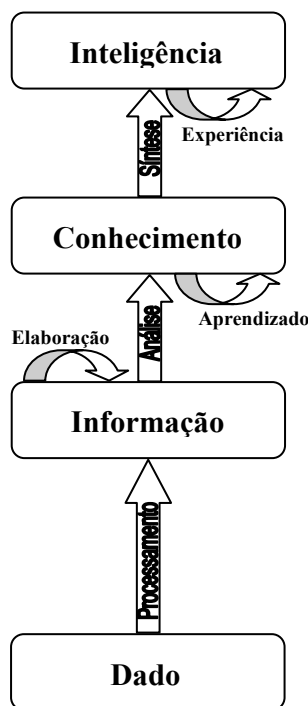 Inteligência
Experiência
Síntese
Conhecimento
Aprendizado
Análise
Elaboração
Informação
Processamento
Dado